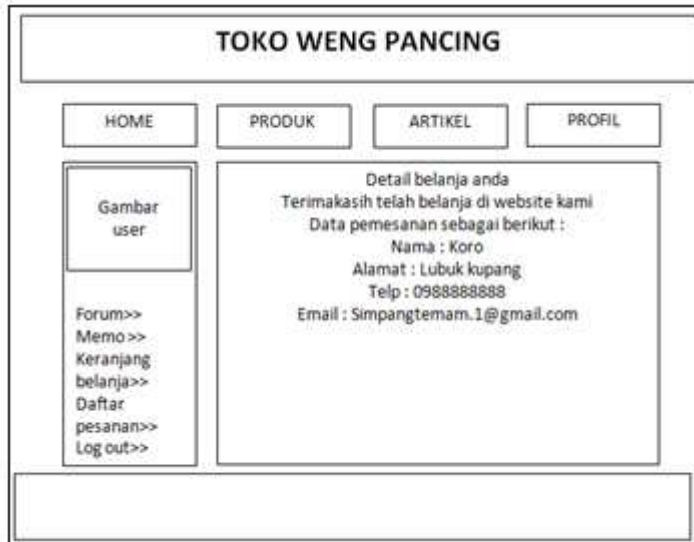 TOKO WENG PANCING
HOME
PRODUK
ARTIKEL
PROFIL
Gambar
user
Forum>>
Memo>>
Keranjang
belanja>>
Daftar
pesanan>>
Log out>>
Detail belanja anda
Terimakasih telah belanja di website kami
Data pemesanan sebagai berikut :
Nama : Koro
Alamat : Lubuk kupang
Telp : 0988888888
Email : Simpangtemam.1@gmail.com